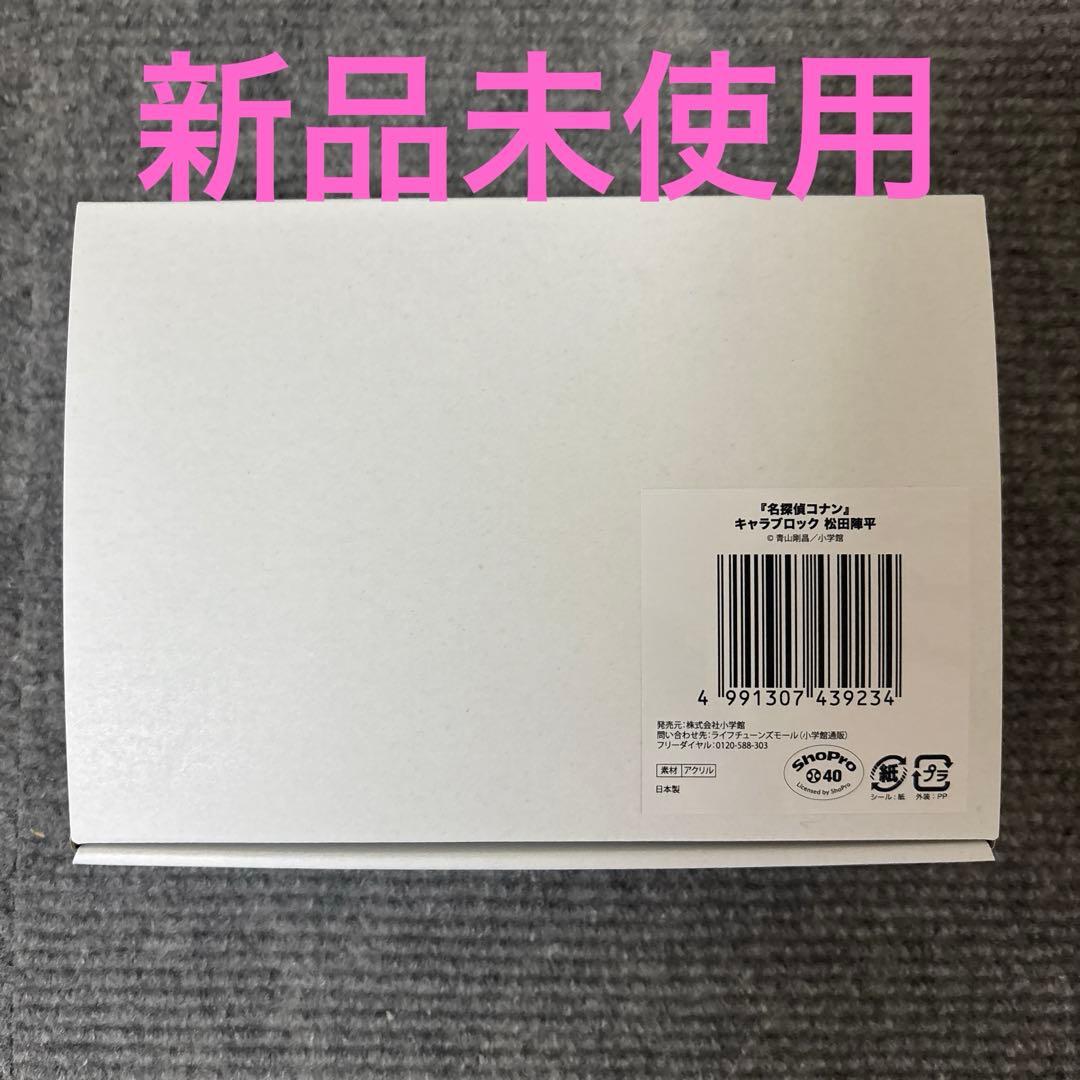 新品未使用
『名探偵コナン』
キャラブロック 松田陣平
© 青山剛昌／小学館
4 991307 439234
発売元：株式会社小学館
問い合わせ先：ライフチューンズモール（小学館通販）
フリーダイヤル：0120-588-303
素材 アクリル
日本製
ShoPro
40
Licensed by ShoPro
紙
シール：紙
プラ
外装：PP